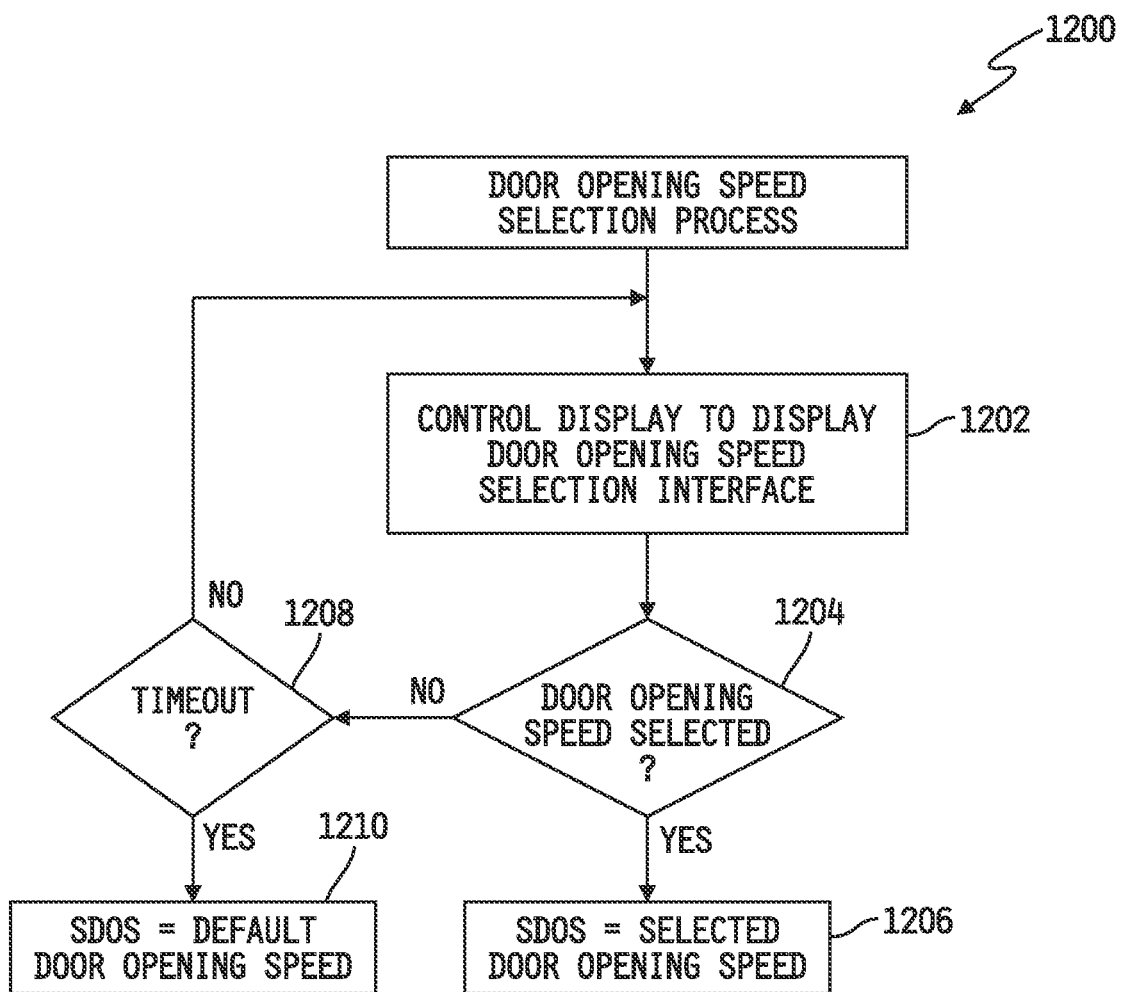 1200
DOOR OPENING SPEED
SELECTION PROCESS
CONTROL DISPLAY TO DISPLAY
DOOR OPENING SPEED
SELECTION INTERFACE
1202
NO
1208
1204
TIMEOUT
?
NO
DOOR OPENING
SPEED SELECTED
?
YES
1210
YES
SDOS = DEFAULT
DOOR OPENING SPEED
SDOS = SELECTED
DOOR OPENING SPEED
1206